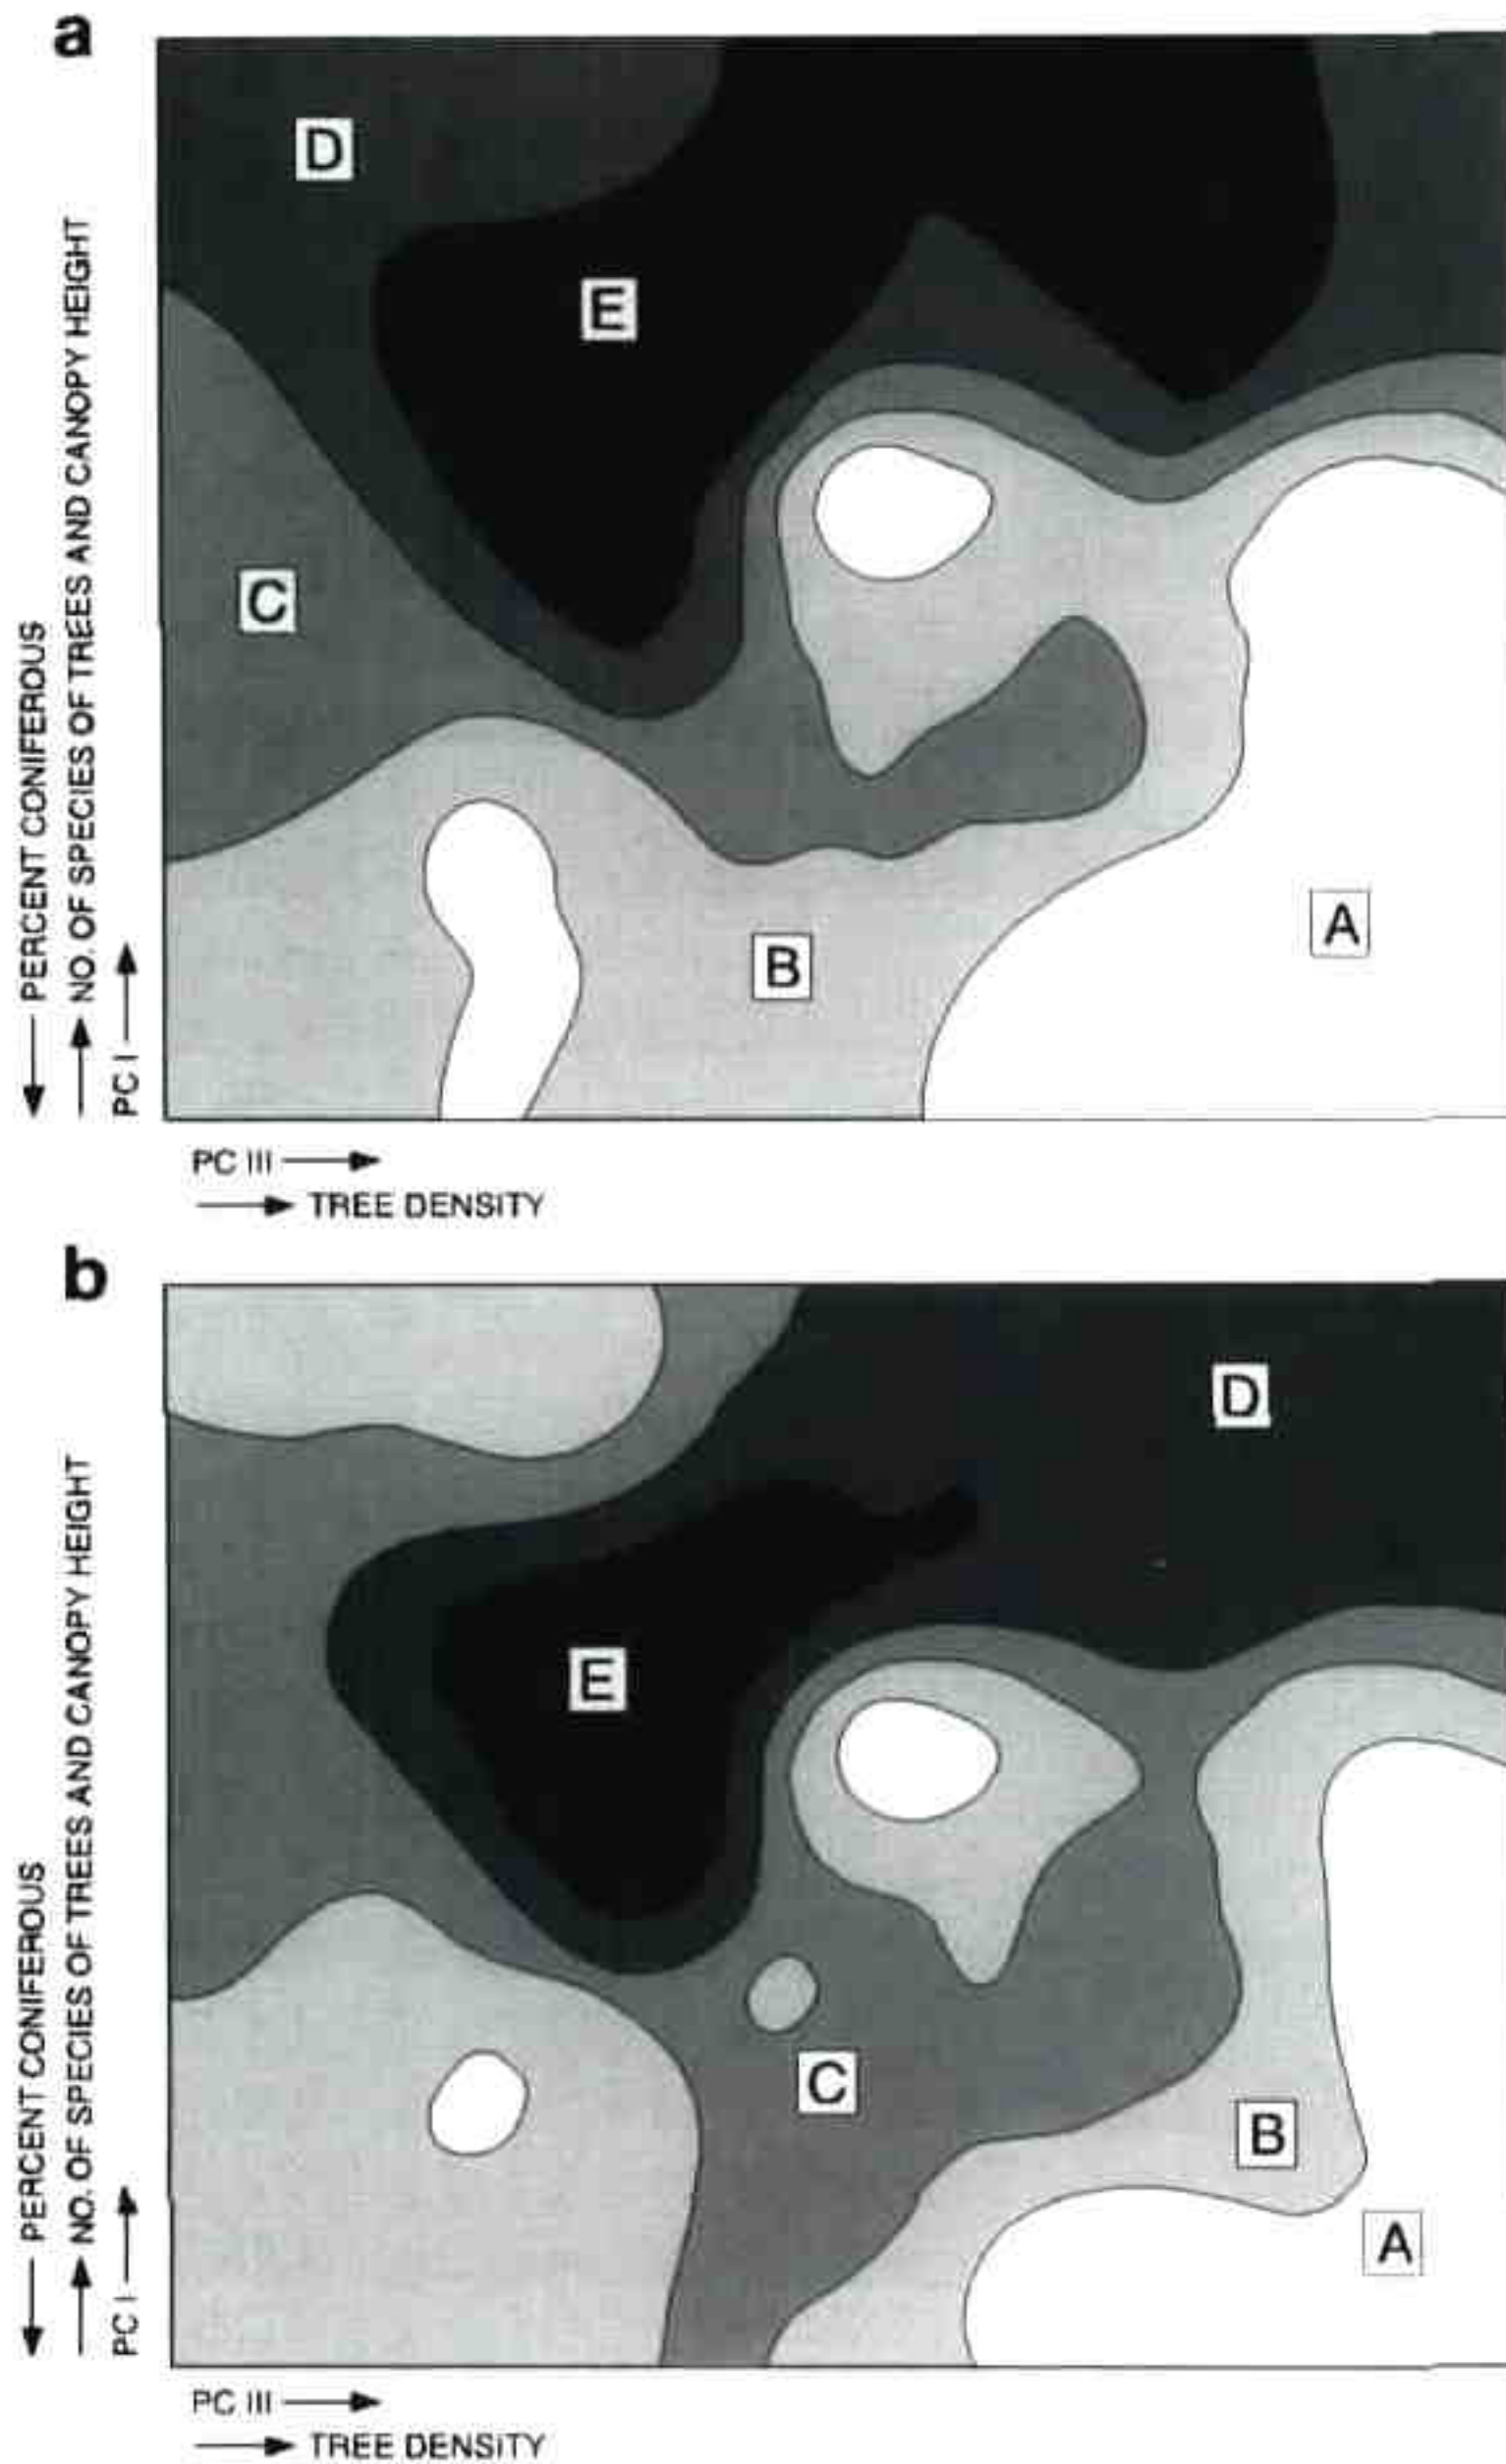 a
D
E
C
B
A
PERCENT CONIFEROUS
NO. OF SPECIES OF TREES AND CANOPY HEIGHT
PC I
PC III
TREE DENSITY
b
D
E
C
B
A
PERCENT CONIFEROUS
NO. OF SPECIES OF TREES AND CANOPY HEIGHT
PC I
PC III
TREE DENSITY